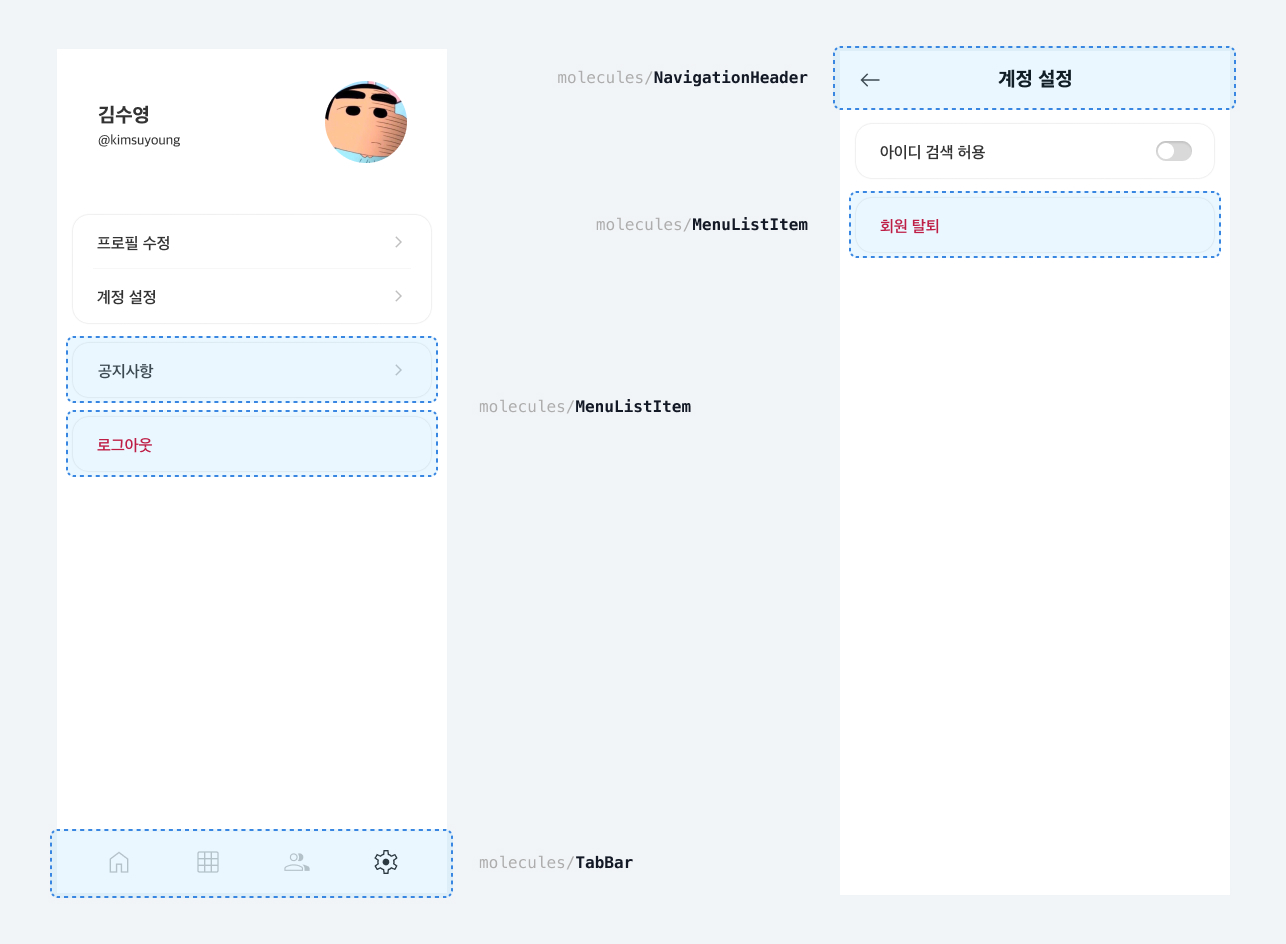 김수영
@kimsuyoung
프로필 수정
계정 설정
공지사항
로그아웃
molecules/NavigationHeader
molecules/MenuListItem
molecules/MenuListItem
molecules/TabBar
계정 설정
아이디 검색 허용
회원 탈퇴